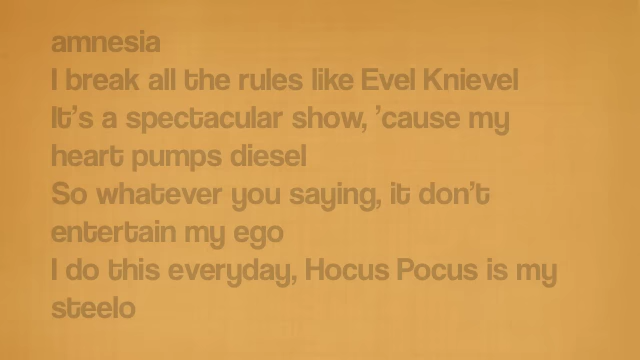 amnesia
I break all the rules like Evel Knievel
It's a spectacular show, 'cause my
heart pumps diesel
So whatever you saying, it don't
entertain my ego
I do this everyday, Hocus Pocus is my
steelo